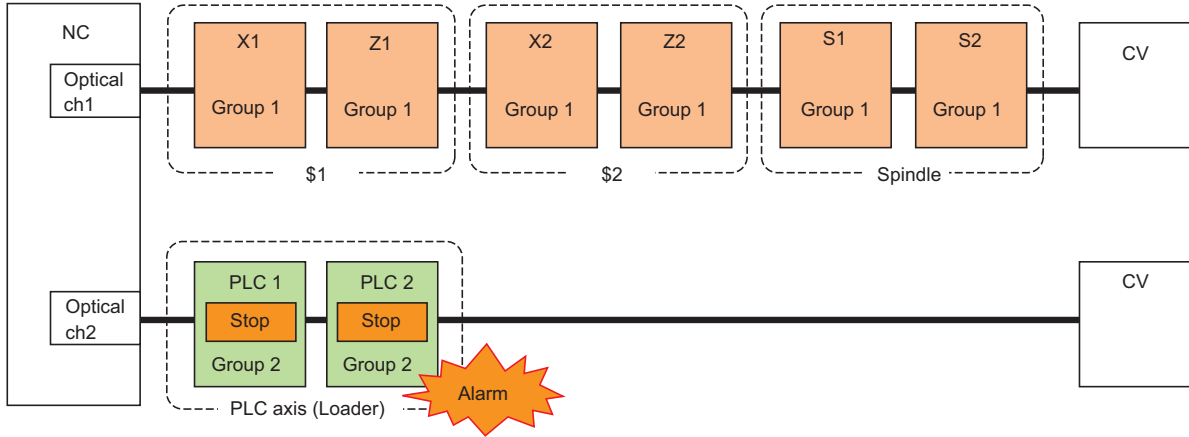 NC
Optical
ch1
X1
Group 1
Z1
Group 1
$1
X2
Group 1
Z2
Group 1
$2
S1
Group 1
S2
Group 1
Spindle
CV
Optical
ch2
PLC 1
Stop
Group 2
PLC 2
Stop
Group 2
Alarm
PLC axis (Loader)
CV